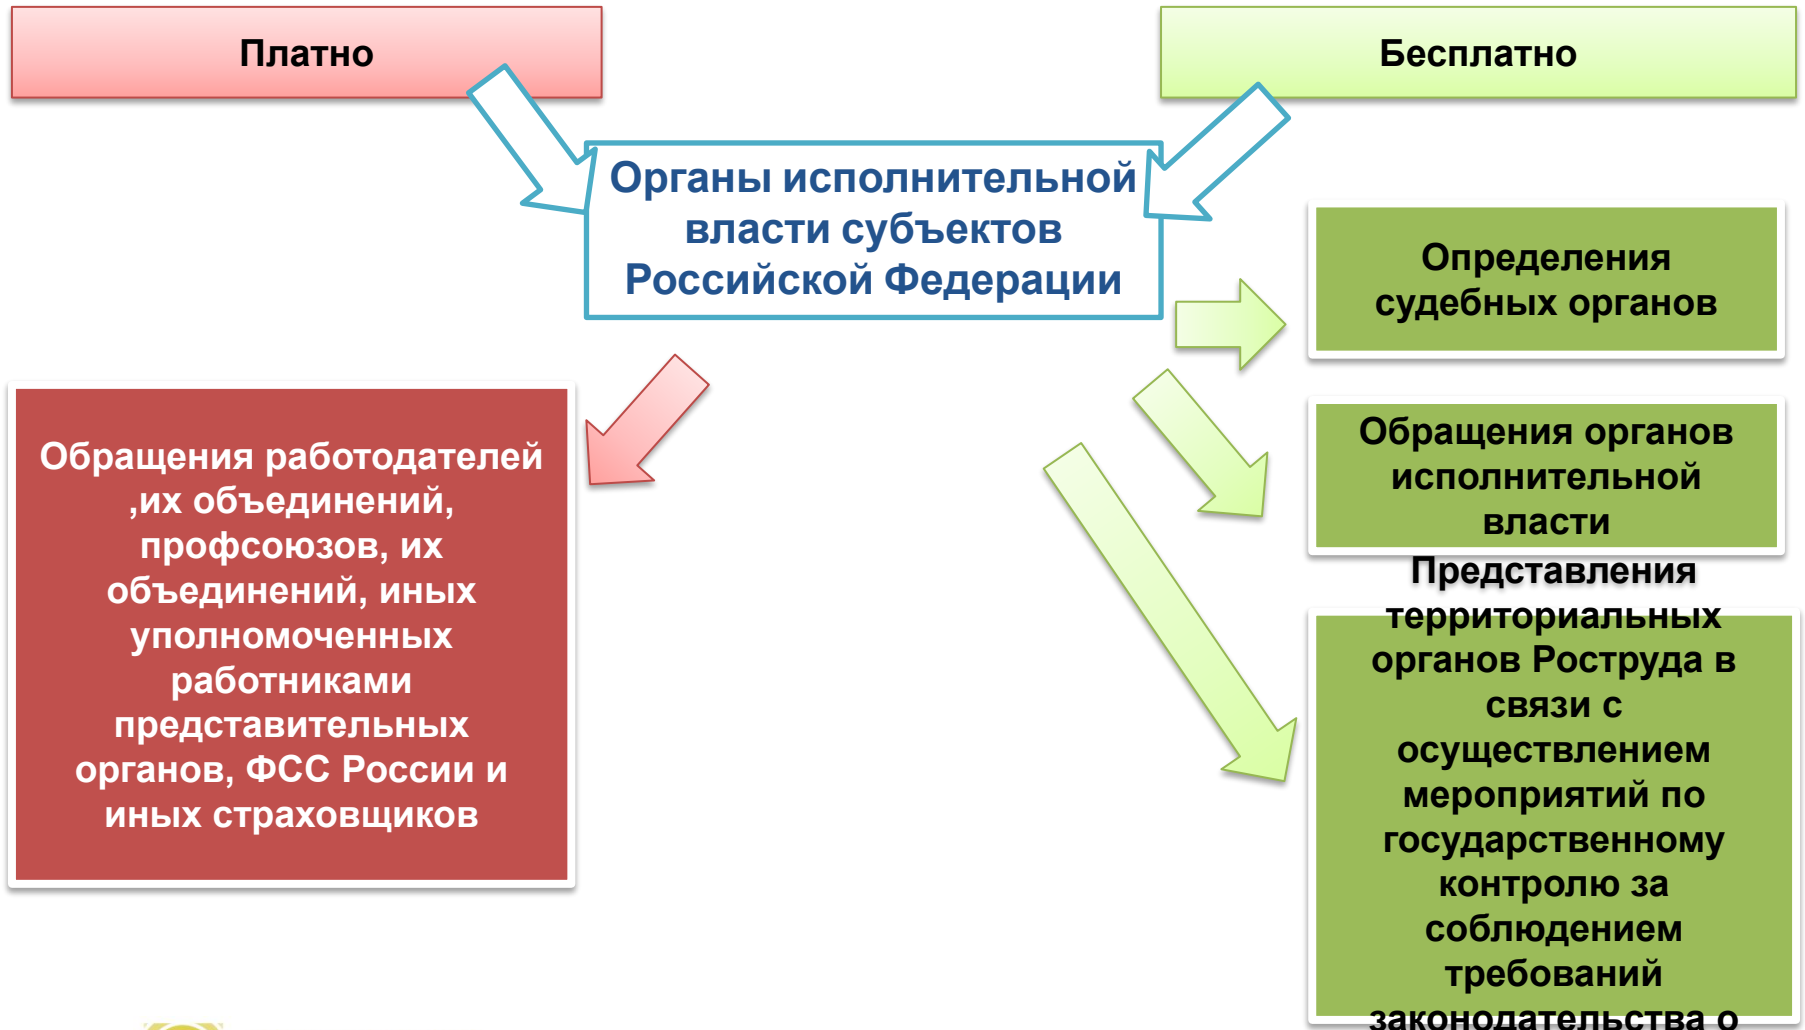 Платно
Бесплатно
Органы исполнительной
власти субъектов
Российской Федерации
Определения
судебных органов
Обращения органов
исполнительной
власти
Обращения работодателей
,их объединений,
профсоюзов, их
объединений, иных
уполномоченных
работниками
представительных
органов, ФСС России и
иных страховщиков
Представления
территориальных
органов Роструда в
связи с
осуществлением
мероприятий по
государственному
контролю за
соблюдением
требований
законодательства о